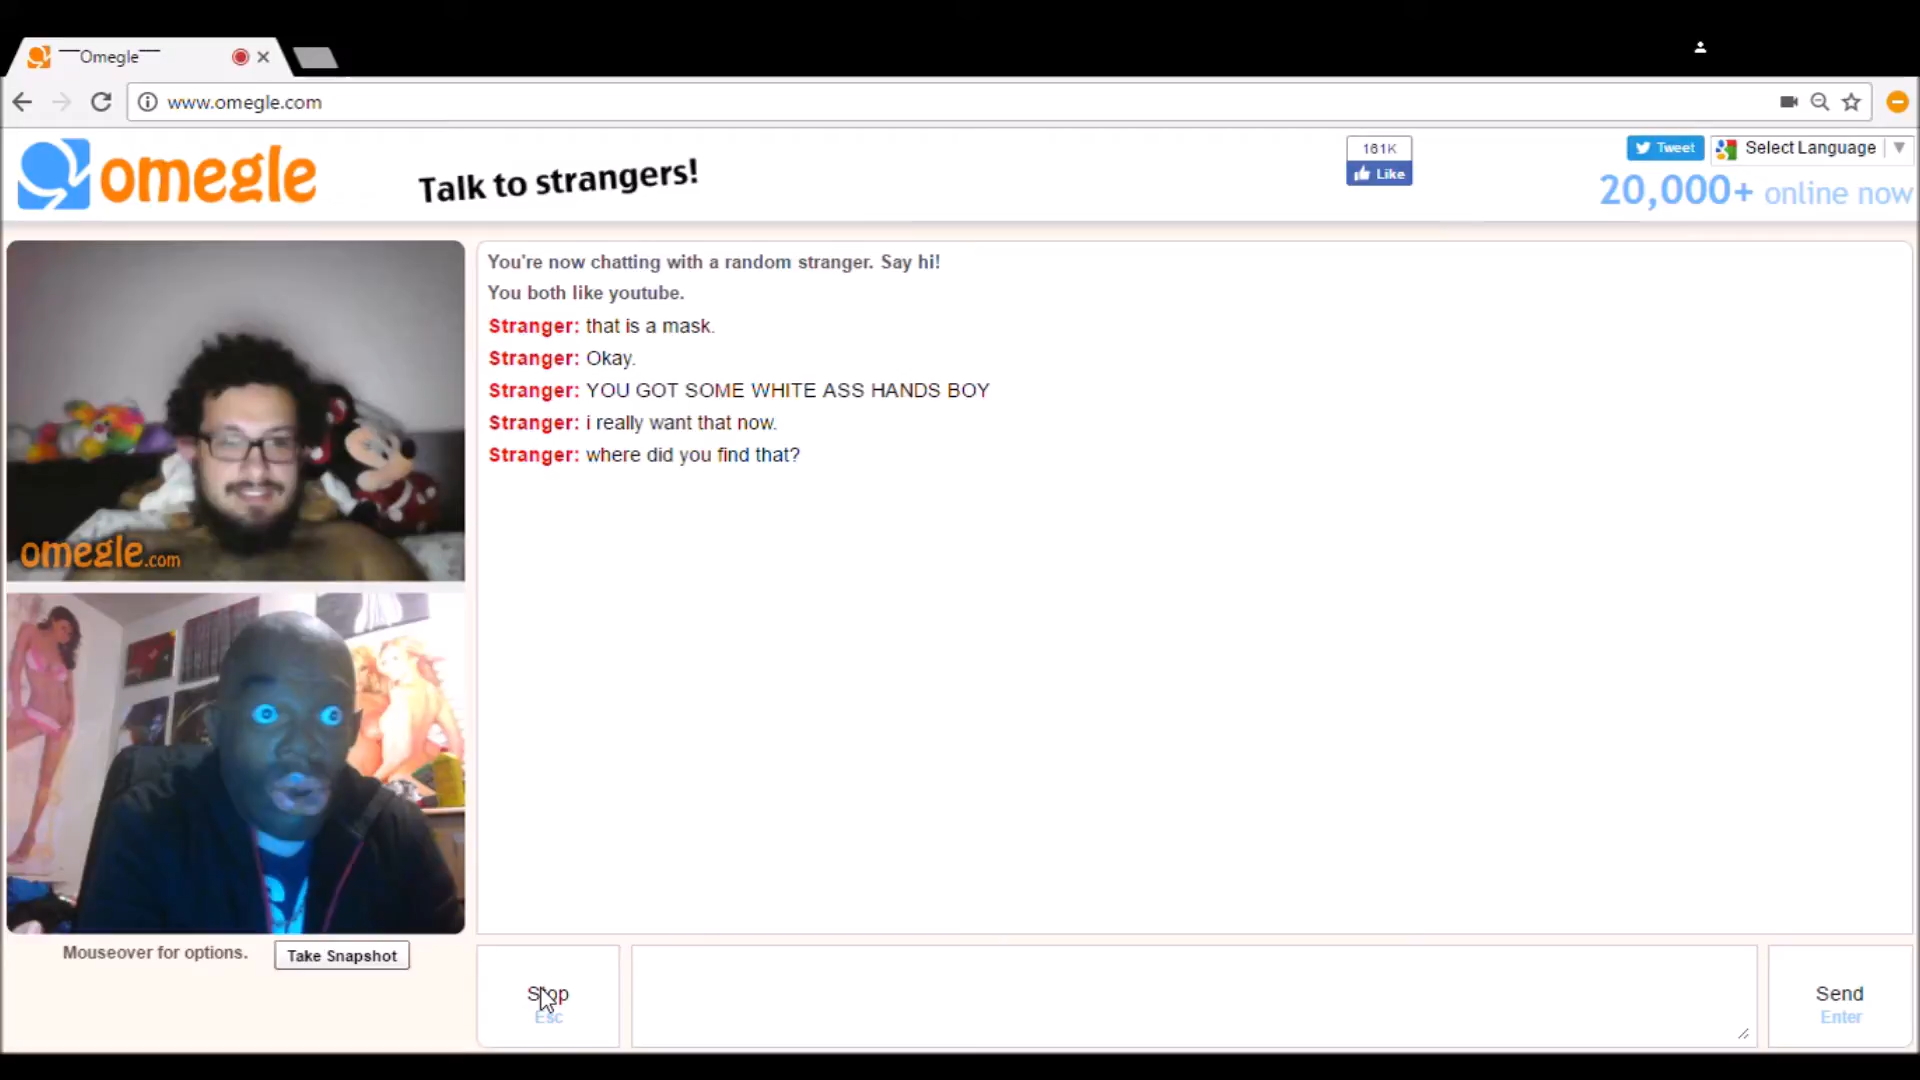 Omegle
www.omegle.com
omegle
Talk to strangers!
161K
Like
Tweet
Select Language
20,000+ online now
You're now chatting with a random stranger. Say hi!
You both like youtube.
Stranger: that is a mask.
Stranger: Okay.
Stranger: YOU GOT SOME WHITE ASS HANDS BOY
Stranger: i really want that now.
Stranger: where did you find that?
omegle.com
Mouseover for options.
Take Snapshot
Stop
Esc
Send
Enter